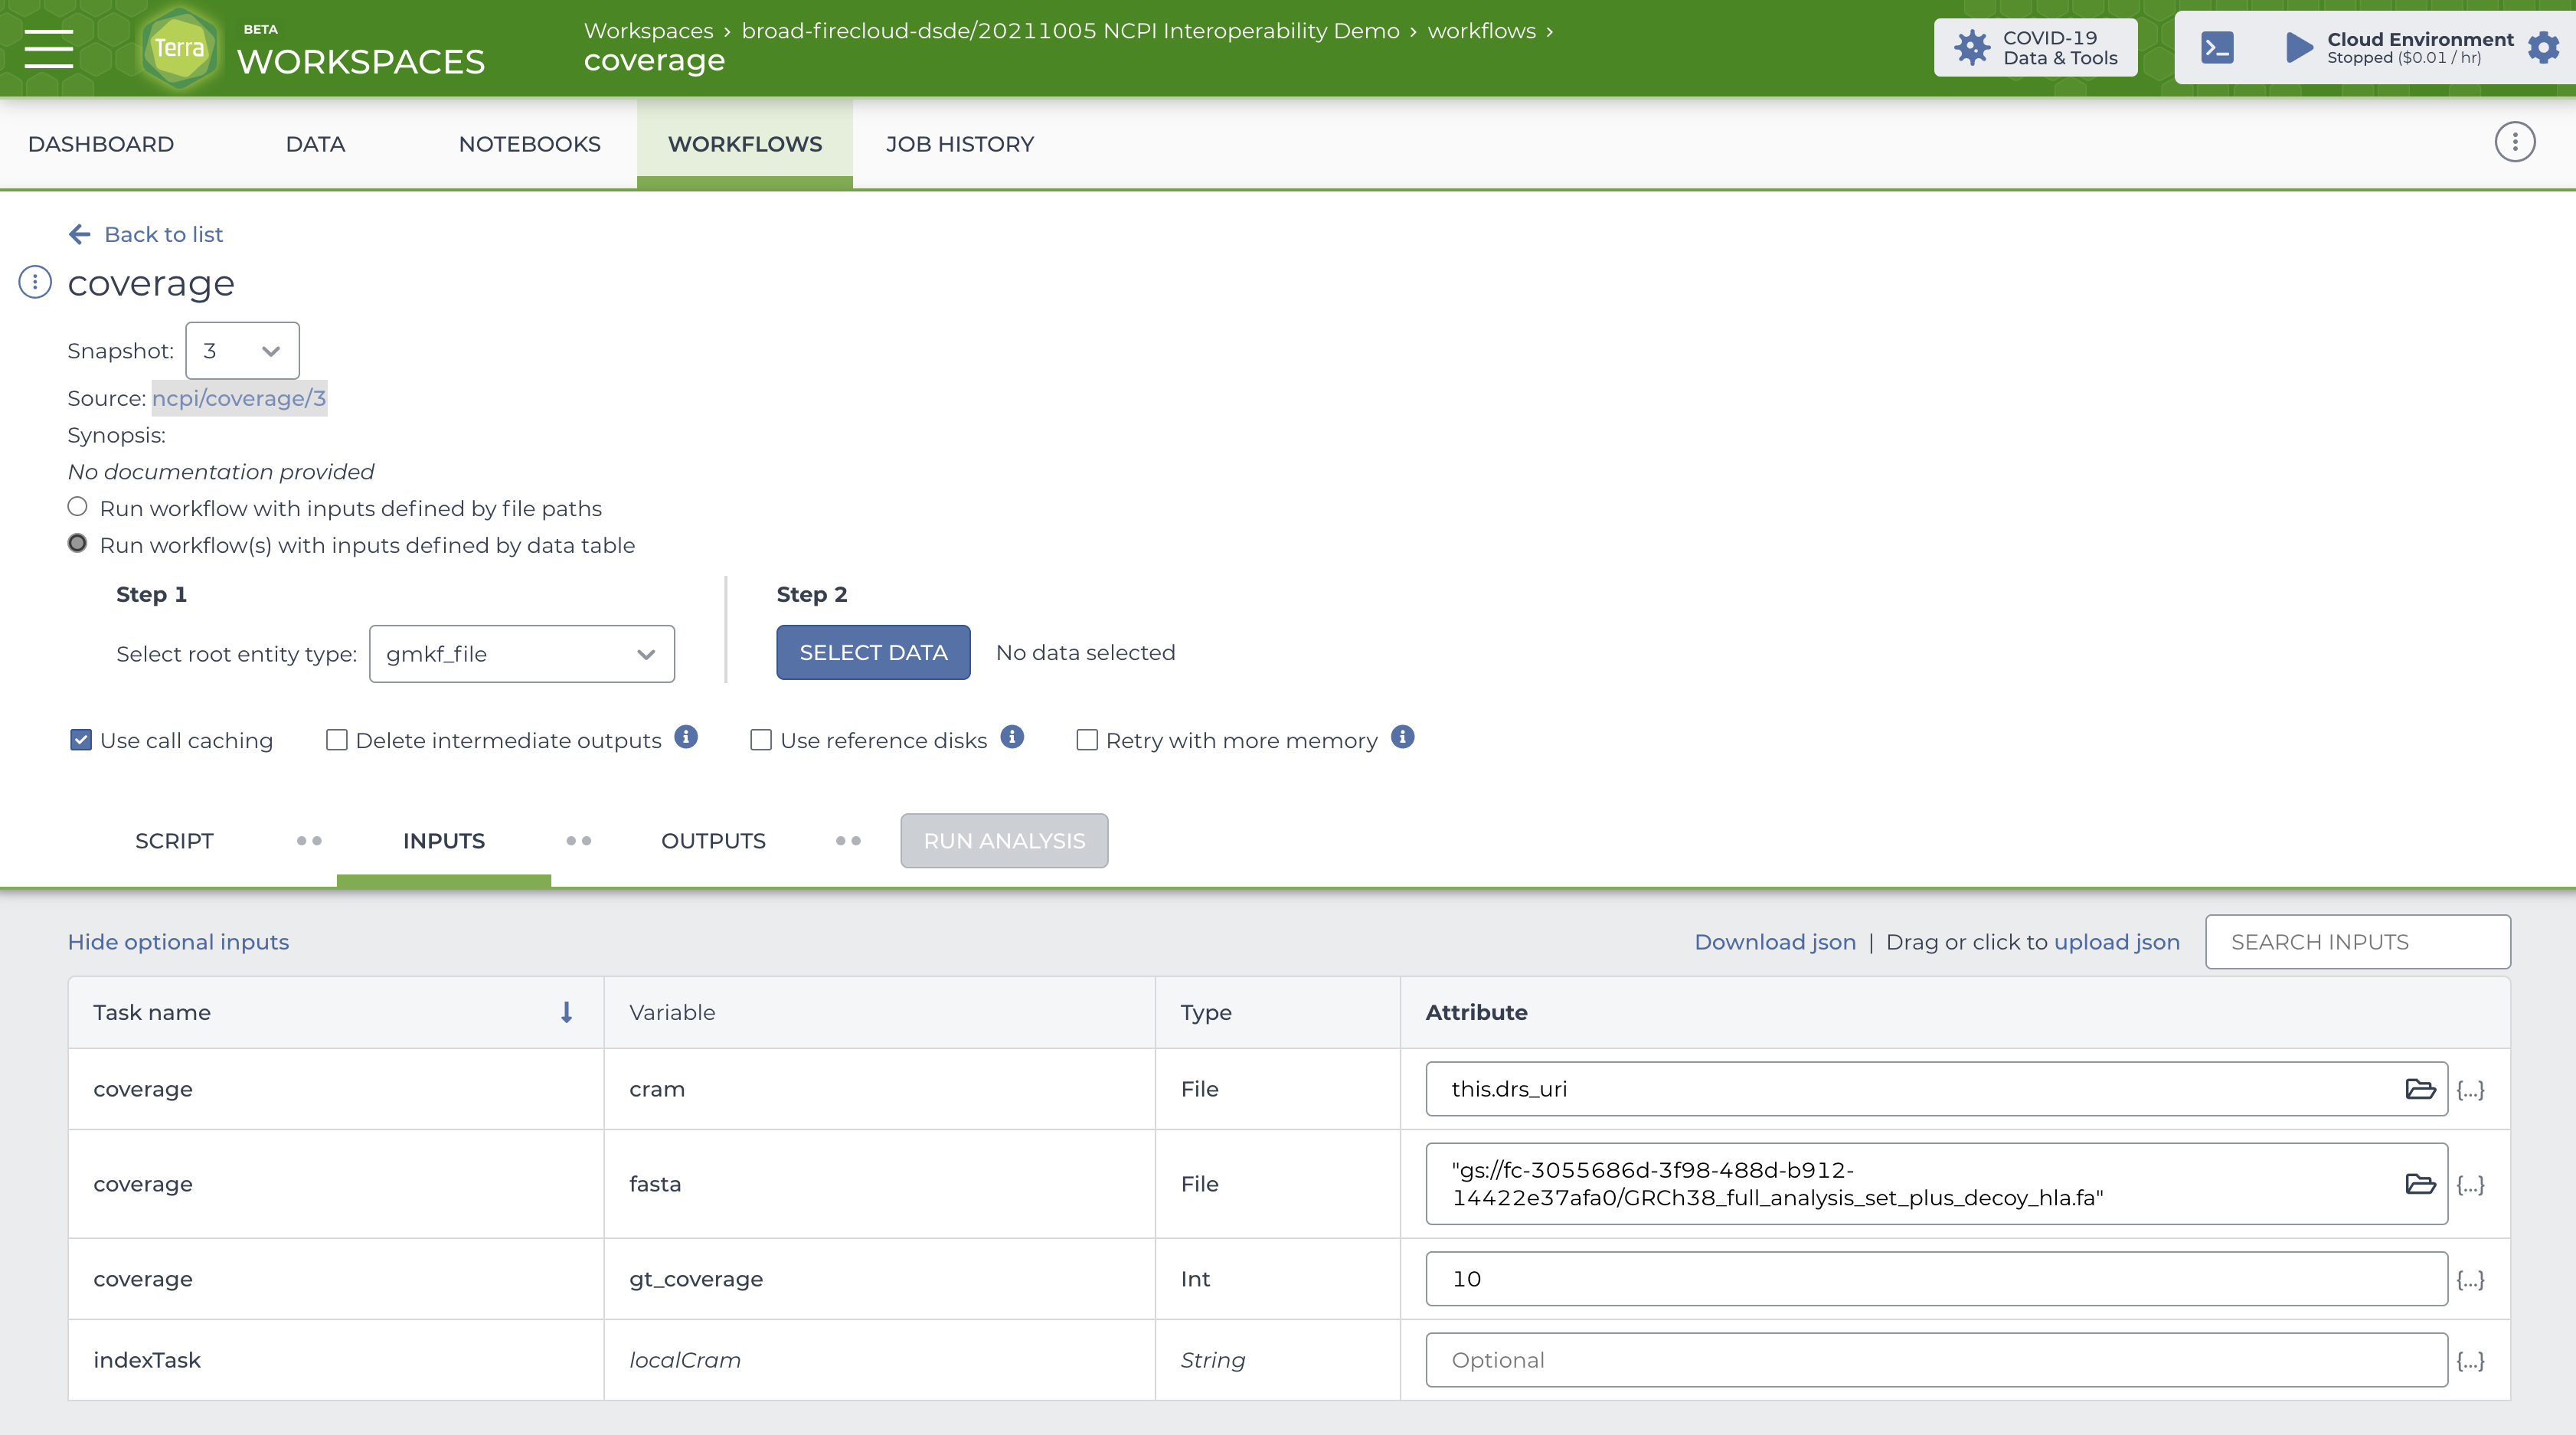 Terra
BETA
WORKSPACES
Workspaces › broad-firecloud-dsde/20211005 NCPI Interoperability Demo › workflows ›
coverage
COVID-19
Data & Tools
Cloud Environment
Stopped ($0.01 / hr)
DASHBOARD DATA NOTEBOOKS WORKFLOWS JOB HISTORY
Back to list
coverage
Snapshot: 3
Source: ncpi/coverage/3
Synopsis:
No documentation provided
Run workflow with inputs defined by file paths
Run workflow(s) with inputs defined by data table
Step 1
Select root entity type: gmkf_file
Step 2
SELECT DATA No data selected
Use call caching Delete intermediate outputs Use reference disks Retry with more memory
SCRIPT INPUTS OUTPUTS RUN ANALYSIS
Hide optional inputs Download json | Drag or click to upload json SEARCH INPUTS
Task name Variable Type Attribute
coverage cram File this.drs_uri {...}
coverage fasta File "gs://fc-3055686d-3f98-488d-b912-
14422e37afa0/GRCh38_full_analysis_set_plus_decoy_hla.fa" {...}
coverage gt_coverage Int 10 {...}
indexTask localCram String Optional {...}